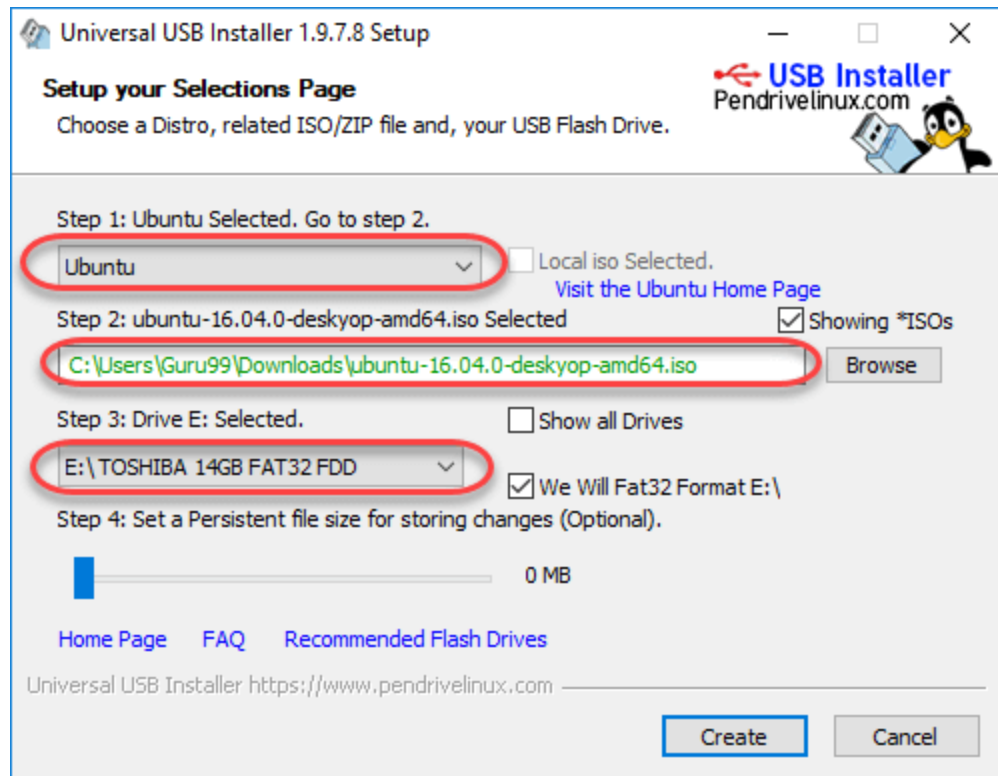 Universal USB Installer 1.9.7.8 Setup
Setup your Selections Page
Choose a Distro, related ISO/ZIP file and, your USB Flash Drive.
USB Installer
Pendrivelinux.com
Step 1: Ubuntu Selected. Go to step 2.
Ubuntu
Local iso Selected.
Visit the Ubuntu Home Page
Step 2: ubuntu-16.04.0-deskyop-amd64.iso Selected
Showing *ISOs
C:\Users\Guru99\Downloads\ubuntu-16.04.0-deskyop-amd64.iso
Browse
Step 3: Drive E: Selected.
Show all Drives
E:\ TOSHIBA 14GB FAT32 FDD
We Will Fat32 Format E:\
Step 4: Set a Persistent file size for storing changes (Optional).
0 MB
Home Page FAQ Recommended Flash Drives
Universal USB Installer https://www.pendrivelinux.com
Create Cancel